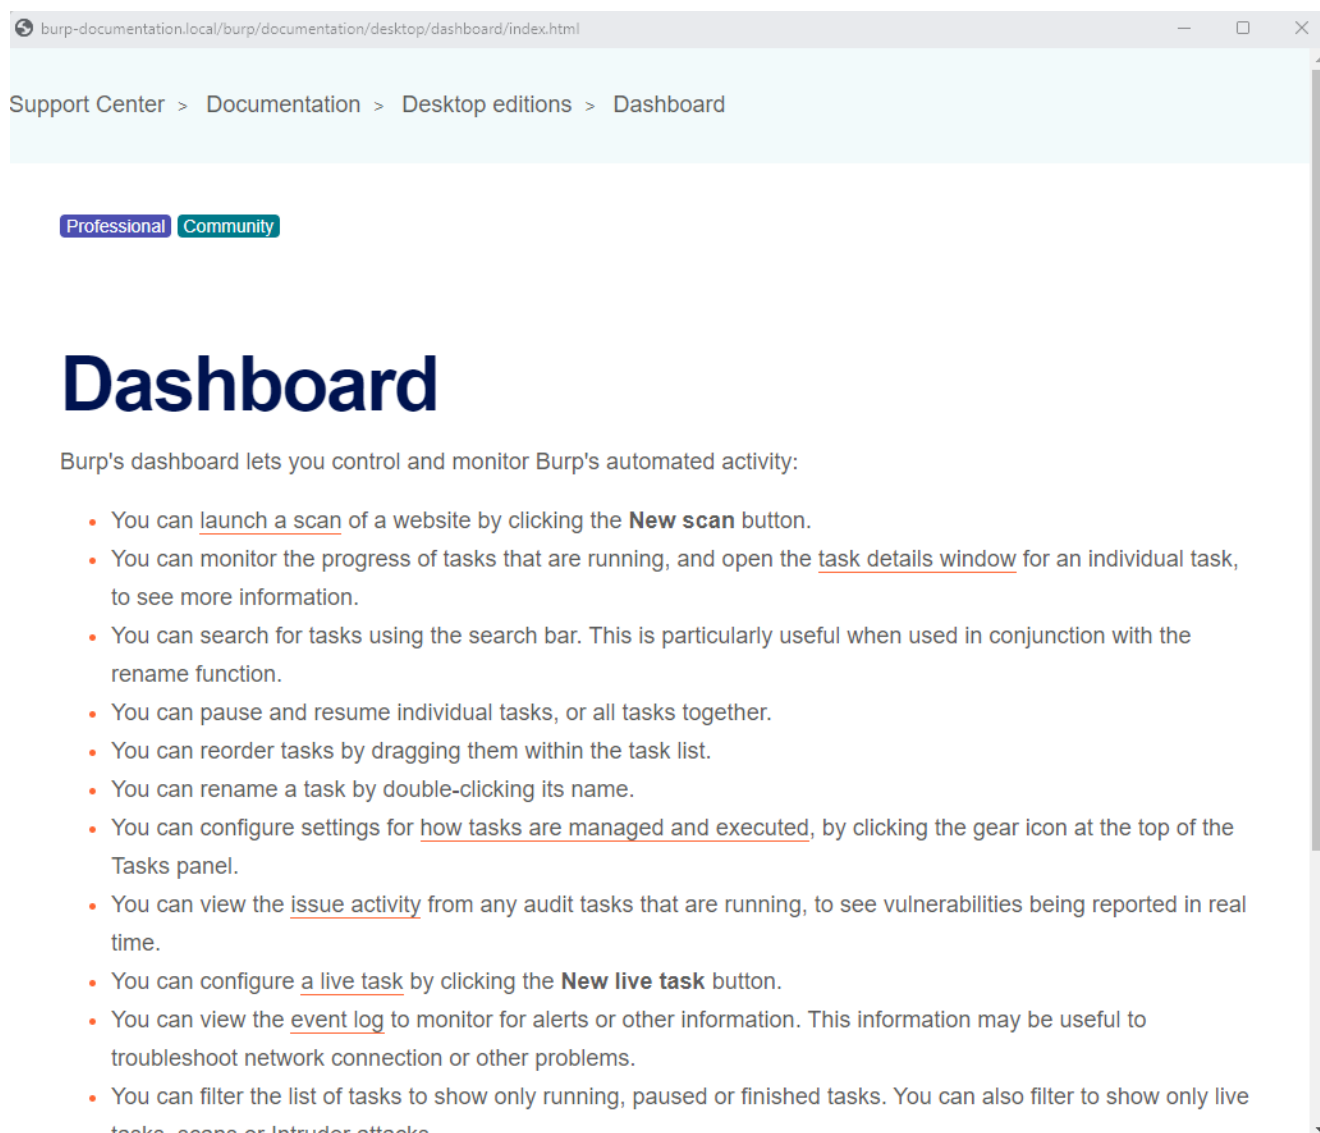 burp-documentation.local/burp/documentation/desktop/dashboard/index.html
Support Center > Documentation > Desktop editions > Dashboard
Professional Community
Dashboard
Burp's dashboard lets you control and monitor Burp's automated activity:
• You can launch a scan of a website by clicking the New scan button.
• You can monitor the progress of tasks that are running, and open the task details window for an individual task,
to see more information.
• You can search for tasks using the search bar. This is particularly useful when used in conjunction with the
rename function.
• You can pause and resume individual tasks, or all tasks together.
• You can reorder tasks by dragging them within the task list.
• You can rename a task by double-clicking its name.
• You can configure settings for how tasks are managed and executed, by clicking the gear icon at the top of the
Tasks panel.
• You can view the issue activity from any audit tasks that are running, to see vulnerabilities being reported in real
time.
• You can configure a live task by clicking the New live task button.
• You can view the event log to monitor for alerts or other information. This information may be useful to
troubleshoot network connection or other problems.
• You can filter the list of tasks to show only running, paused or finished tasks. You can also filter to show only live
tasks, scans or Intruder attacks.